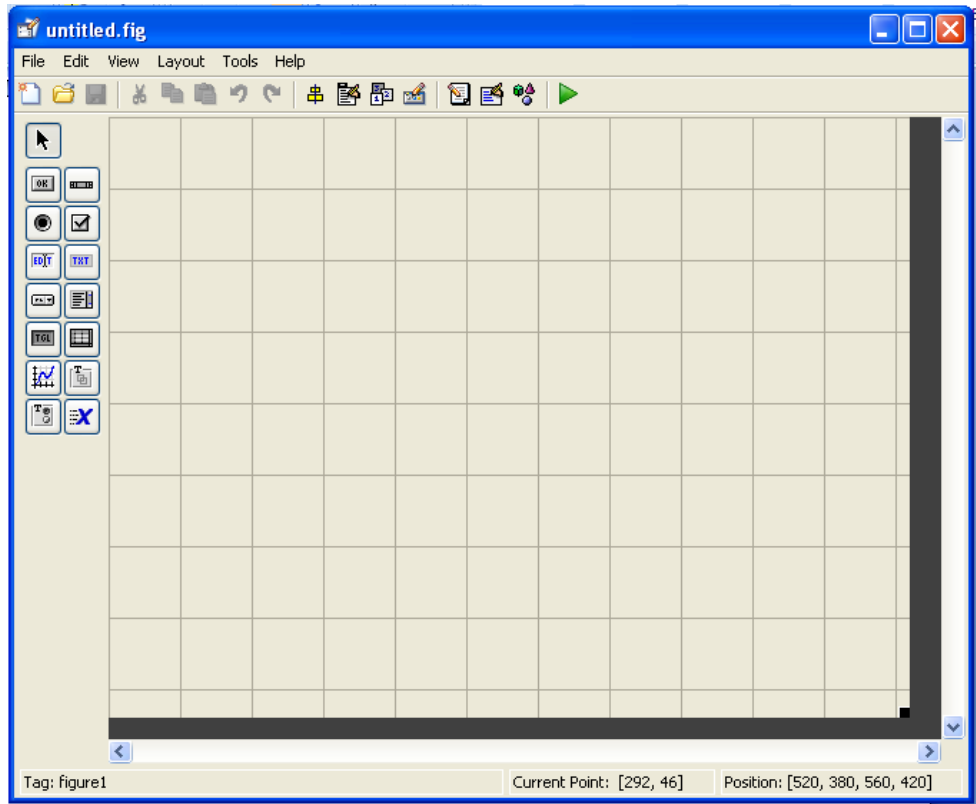 untitled.fig
File Edit View Layout Tools Help
OK
EDIT TXT
TGL
T
T X
Tag: figure1 Current Point: [292, 46] Position: [520, 380, 560, 420]